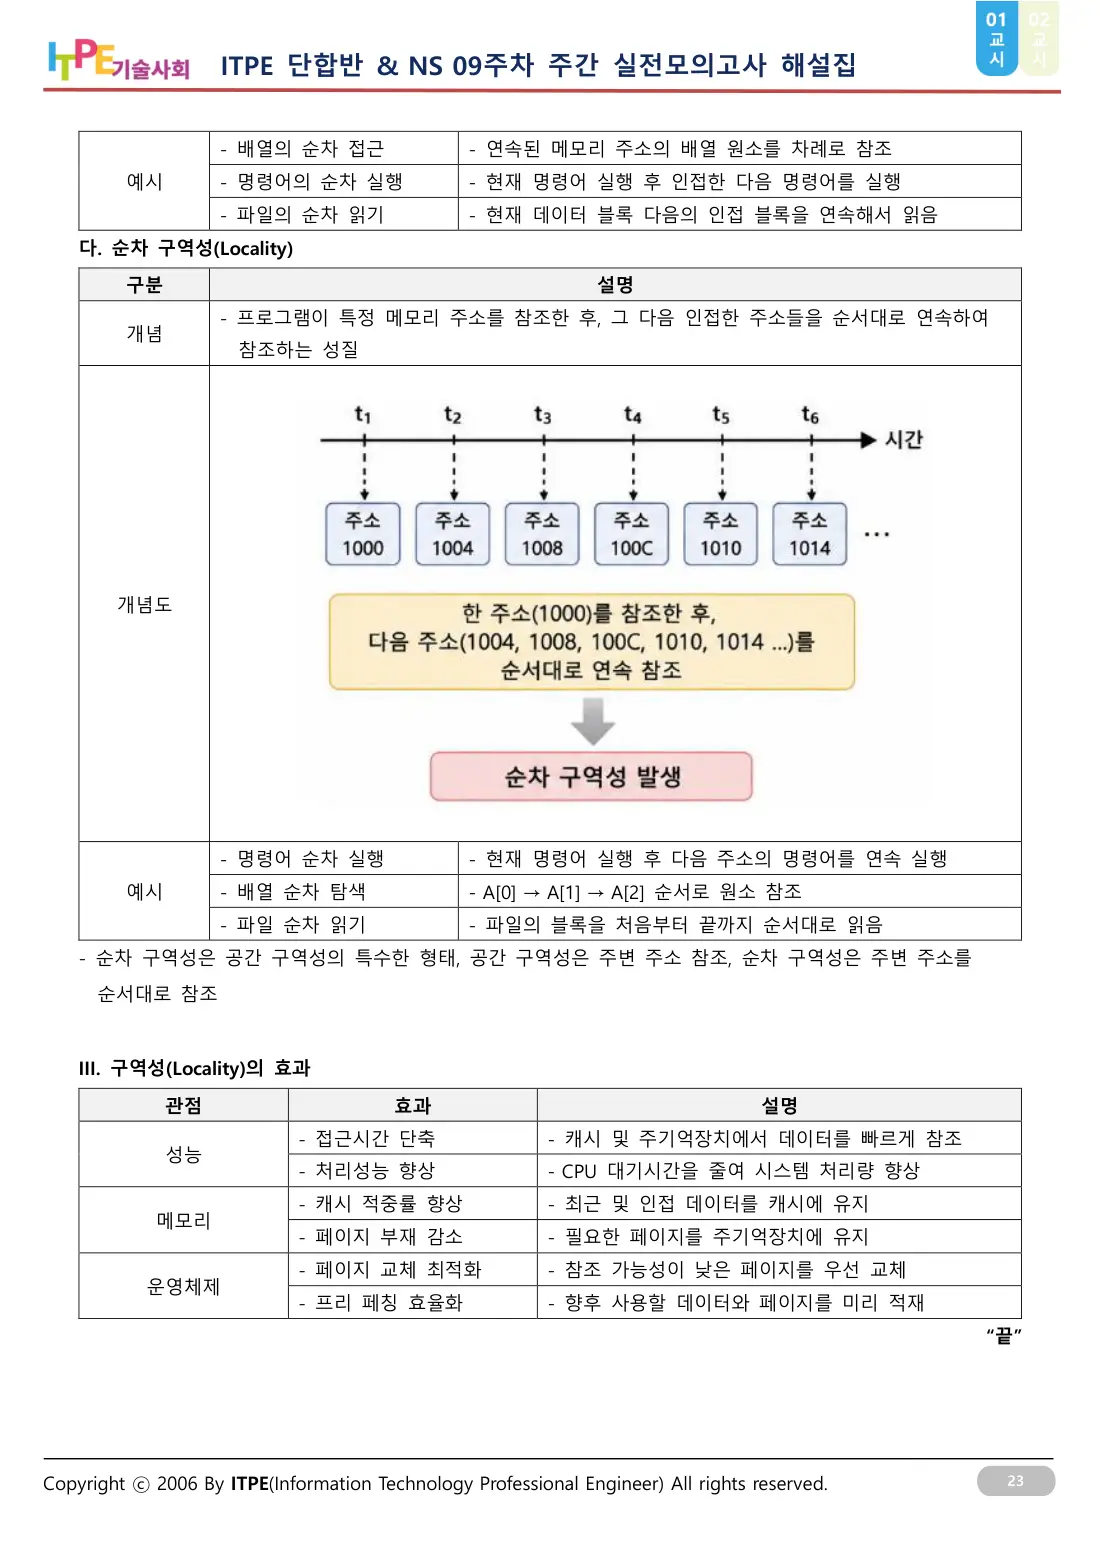 ITPE기술사회 ITPE 단합반 & NS 09주차 주간 실전모의고사 해설집
01 교시
02 교시
예시
- 배열의 순차 접근 - 연속된 메모리 주소의 배열 원소를 차례로 참조
- 명령어의 순차 실행 - 현재 명령어 실행 후 인접한 다음 명령어를 실행
- 파일의 순차 읽기 - 현재 데이터 블록 다음의 인접 블록을 연속해서 읽음
다. 순차 구역성(Locality)
구분 설명
개념
- 프로그램이 특정 메모리 주소를 참조한 후, 그 다음 인접한 주소들을 순서대로 연속하여
참조하는 성질
개념도
t1 t2 t3 t4 t5 t6
시간
주소 주소 주소 주소 주소 주소
1000 1004 1008 100C 1010 1014 ...
한 주소(1000)를 참조한 후,
다음 주소(1004, 1008, 100C, 1010, 1014 ...)를
순서대로 연속 참조
순차 구역성 발생
예시
- 명령어 순차 실행 - 현재 명령어 실행 후 다음 주소의 명령어를 연속 실행
- 배열 순차 탐색 - A[0] → A[1] → A[2] 순서로 원소 참조
- 파일 순차 읽기 - 파일의 블록을 처음부터 끝까지 순서대로 읽음
- 순차 구역성은 공간 구역성의 특수한 형태, 공간 구역성은 주변 주소 참조, 순차 구역성은 주변 주소를
순서대로 참조
III. 구역성(Locality)의 효과
관점 효과 설명
성능
- 접근시간 단축 - 캐시 및 주기억장치에서 데이터를 빠르게 참조
- 처리성능 향상 - CPU 대기시간을 줄여 시스템 처리량 향상
메모리
- 캐시 적중률 향상 - 최근 및 인접 데이터를 캐시에 유지
- 페이지 부재 감소 - 필요한 페이지를 주기억장치에 유지
운영체제
- 페이지 교체 최적화 - 참조 가능성이 낮은 페이지를 우선 교체
- 프리 페칭 효율화 - 향후 사용할 데이터와 페이지를 미리 적재
“끝”
Copyright ⓒ 2006 By ITPE(Information Technology Professional Engineer) All rights reserved.
23